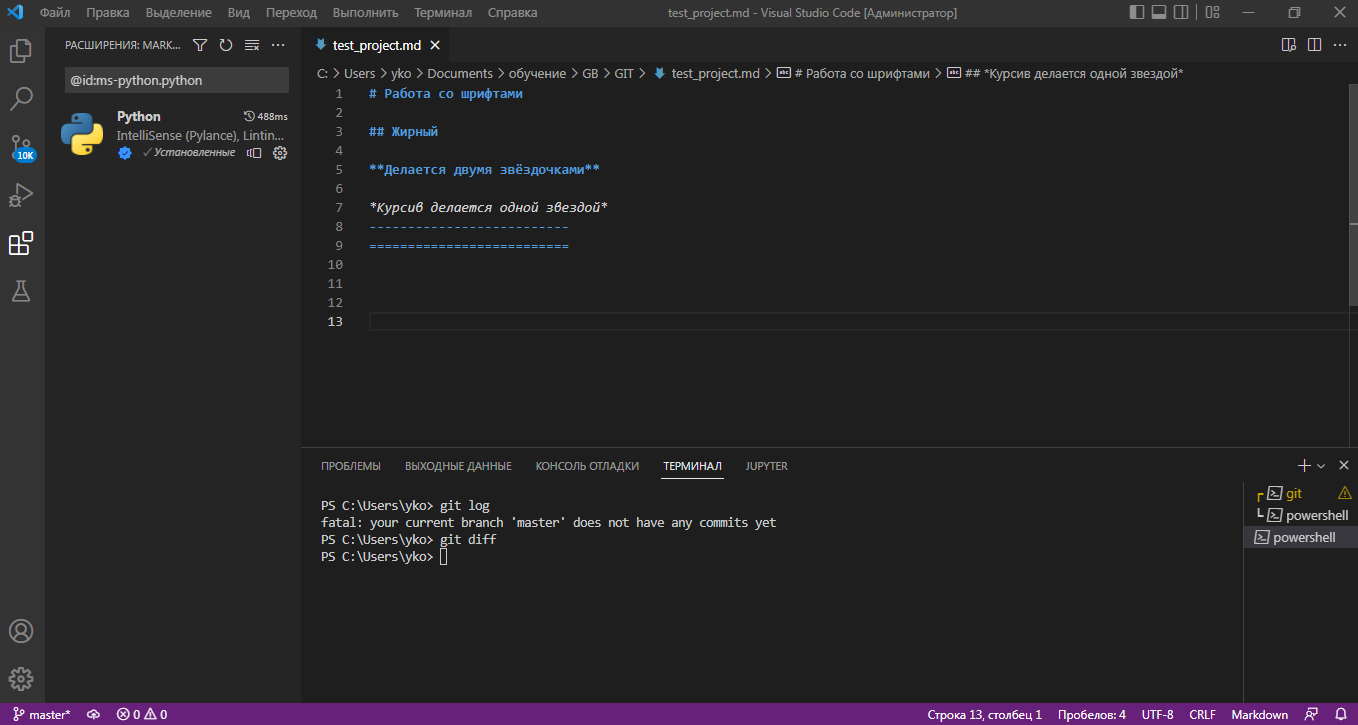 Файл Правка Выделение Вид Переход Выполнить Терминал Справка test_project.md - Visual Studio Code [Администратор]
РАСШИРЕНИЯ: MARK...
@id:ms-python.python
Python 488ms
IntelliSense (Pylance), Lintin...
Установленные
10K
test_project.md
C: > Users > yko > Documents > обучение > GB > GIT > test_project.md > # Работа со шрифтами > ## *Курсив делается одной звездой*
1 # Работа со шрифтами
2
3 ## Жирный
4
5 **Делается двумя звёздочками**
6
7 *Курсив делается одной звездой*
8 --------------------------
9 ==========================
10
11
12
13
ПРОБЛЕМЫ ВЫХОДНЫЕ ДАННЫЕ КОНСОЛЬ ОТЛАДКИ ТЕРМИНАЛ JUPYTER
PS C:\Users\yko> git log
fatal: your current branch 'master' does not have any commits yet
PS C:\Users\yko> git diff
PS C:\Users\yko>
git
powershell
powershell
master* 0 0 Строка 13, столбец 1 Пробелов: 4 UTF-8 CRLF Markdown